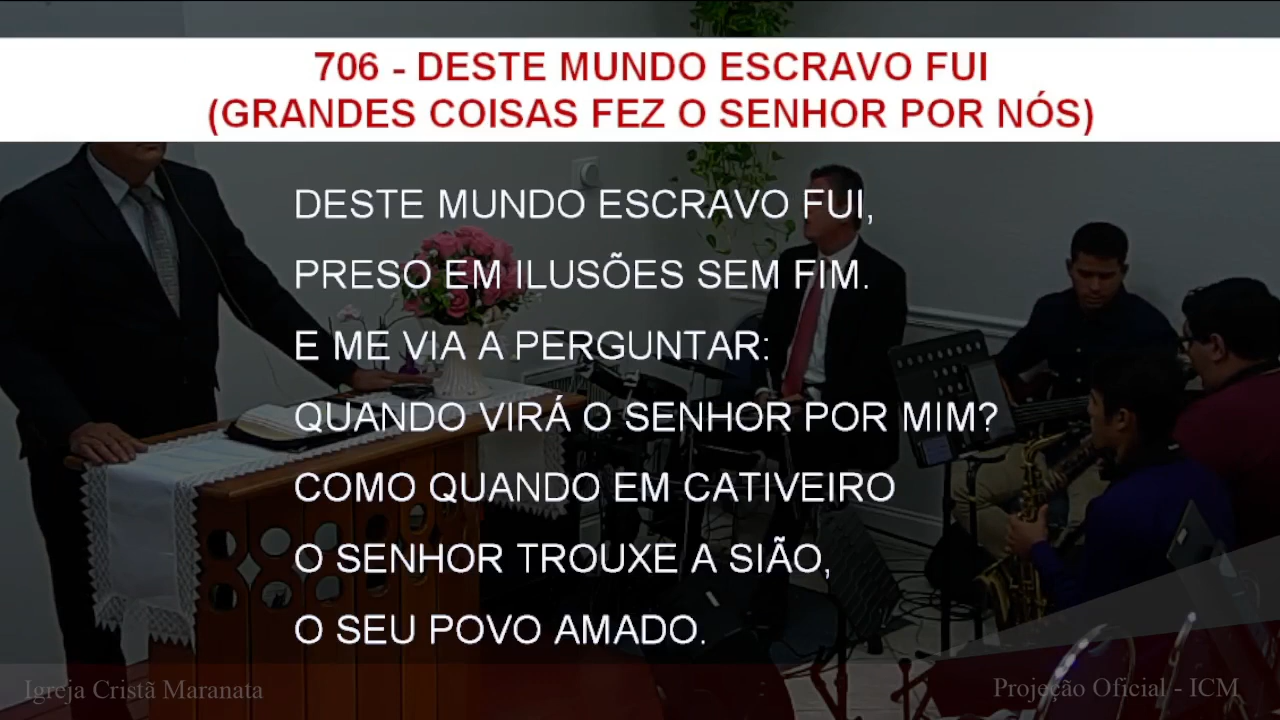 706 - DESTE MUNDO ESCRAVO FUI
(GRANDES COISAS FEZ O SENHOR POR NÓS)
DESTE MUNDO ESCRAVO FUI,
PRESO EM ILUSÕES SEM FIM.
E ME VIA A PERGUNTAR:
QUANDO VIRÁ O SENHOR POR MIM?
COMO QUANDO EM CATIVEIRO
O SENHOR TROUXE A SIÃO,
O SEU POVO AMADO.
Igreja Cristã Maranata
Projeção Oficial - ICM